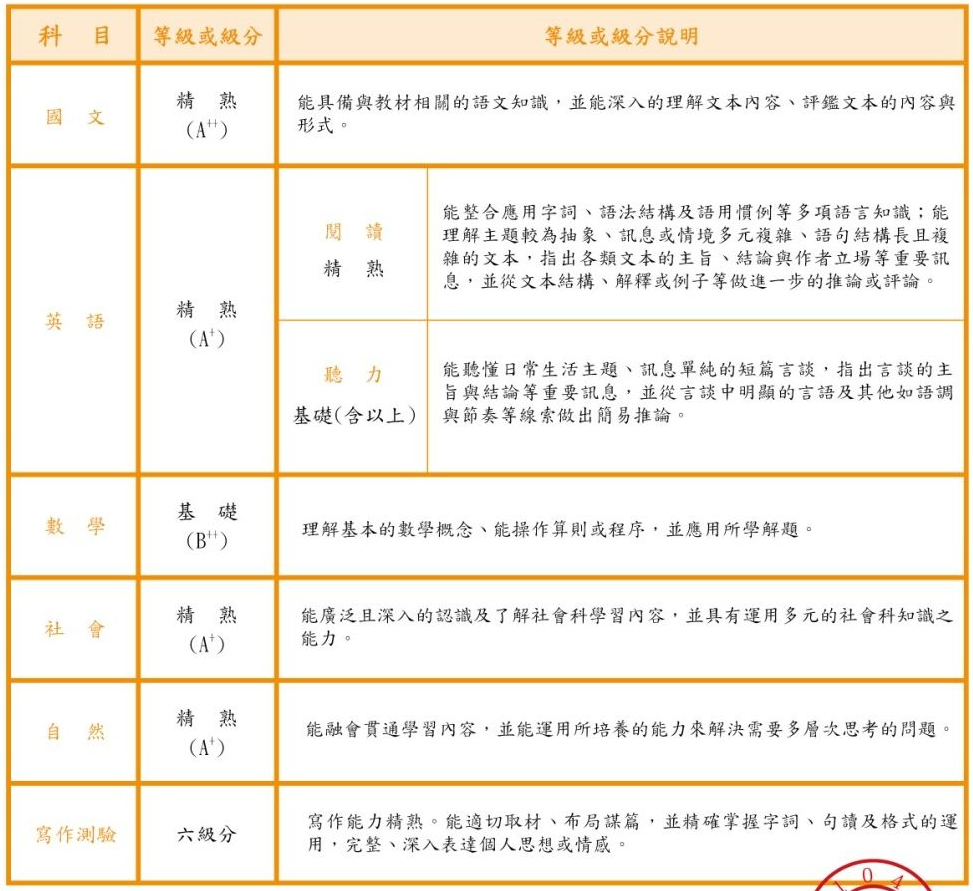 科 目 等級或級分 等級或級分說明
國 文
精 熟
(A++)
能具備與教材相關的語文知識，並能深入的理解文本內容、評鑑文本的內容與
形式。
英 語
精 熟
(A+)
閱 讀
精 熟
能整合應用字詞、語法結構及語用慣例等多項語言知識；能
理解主題較為抽象、訊息或情境多元複雜、語句結構長且複
雜的文本，指出各類文本的主旨、結論與作者立場等重要訊
息，並從文本結構、解釋或例子等做進一步的推論或評論。
聽 力
基礎(含以上)
能聽懂日常生活主題、訊息單純的短篇言談，指出言談的主
旨與結論等重要訊息，並從言談中明顯的言語及其他如語調
與節奏等線索做出簡易推論。
數 學
基 礎
(B++)
理解基本的數學概念、能操作算則或程序，並應用所學解題。
社 會
精 熟
(A+)
能廣泛且深入的認識及了解社會科學習內容，並具有運用多元的社會科知識之
能力。
自 然
精 熟
(A+)
能融會貫通學習內容，並能運用所培養的能力來解決需要多層次思考的問題。
寫作測驗
六級分
寫作能力精熟。能適切取材、布局謀篇，並精確掌握字詞、句讀及格式的運
用，完整、深入表達個人思想或情感。
104